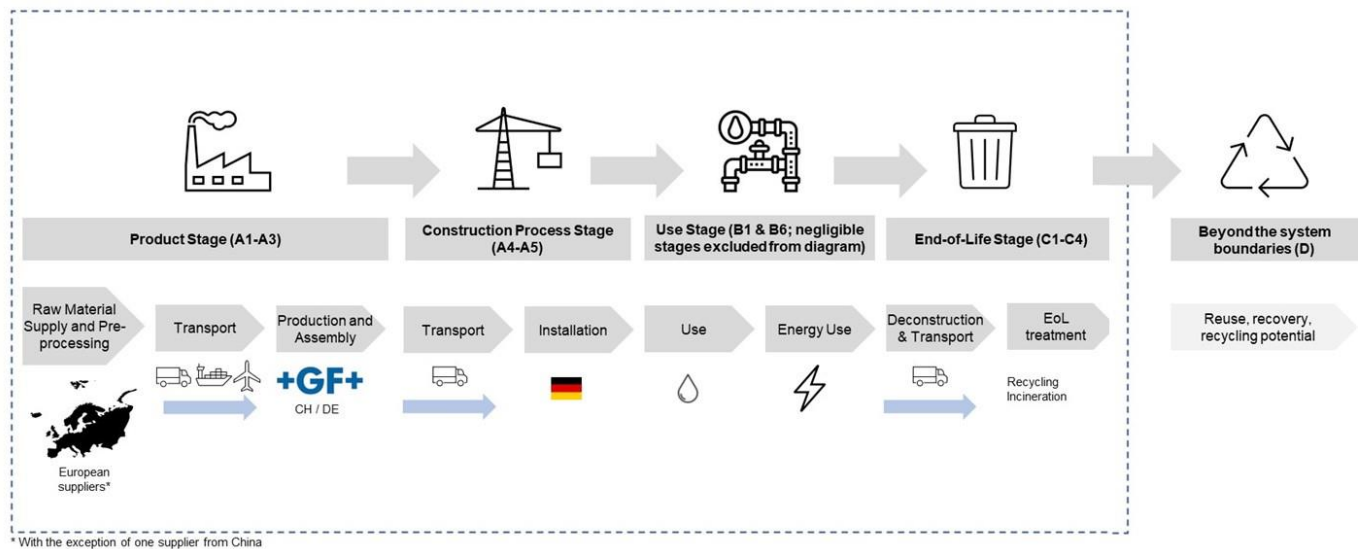 Product Stage (A1-A3)
Construction Process Stage
(A4-A5)
Use Stage (B1 & B6; negligible
stages excluded from diagram)
End-of-Life Stage (C1-C4)
Beyond the system
boundaries (D)
Raw Material
Supply and Pre-
processing
Transport
Production and
Assembly
Transport
Installation
Use
Energy Use
Deconstruction
& Transport
EoL
treatment
Reuse, recovery,
recycling potential
+GF+
CH / DE
Recycling
Incineration
European
suppliers*
* With the exception of one supplier from China